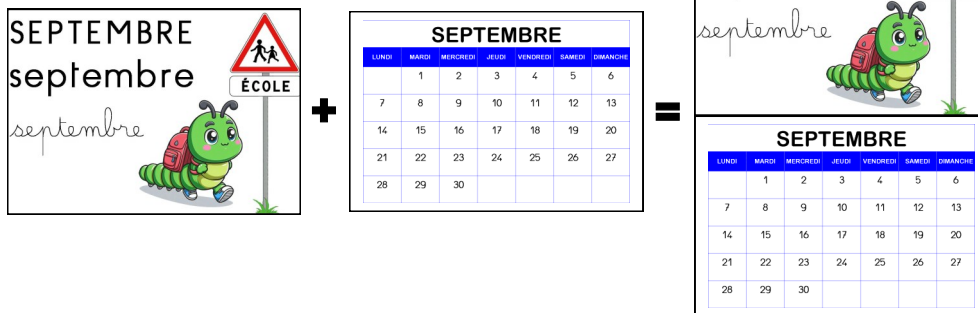 SEPTEMBRE
septembre
septembre
ÉCOLE
+
SEPTEMBRE
LUNDI MARDI MERCREDI JEUDI VENDREDI SAMEDI DIMANCHE
1 2 3 4 5 6
7 8 9 10 11 12 13
14 15 16 17 18 19 20
21 22 23 24 25 26 27
28 29 30
=
septembre
SEPTEMBRE
LUNDI MARDI MERCREDI JEUDI VENDREDI SAMEDI DIMANCHE
1 2 3 4 5 6
7 8 9 10 11 12 13
14 15 16 17 18 19 20
21 22 23 24 25 26 27
28 29 30